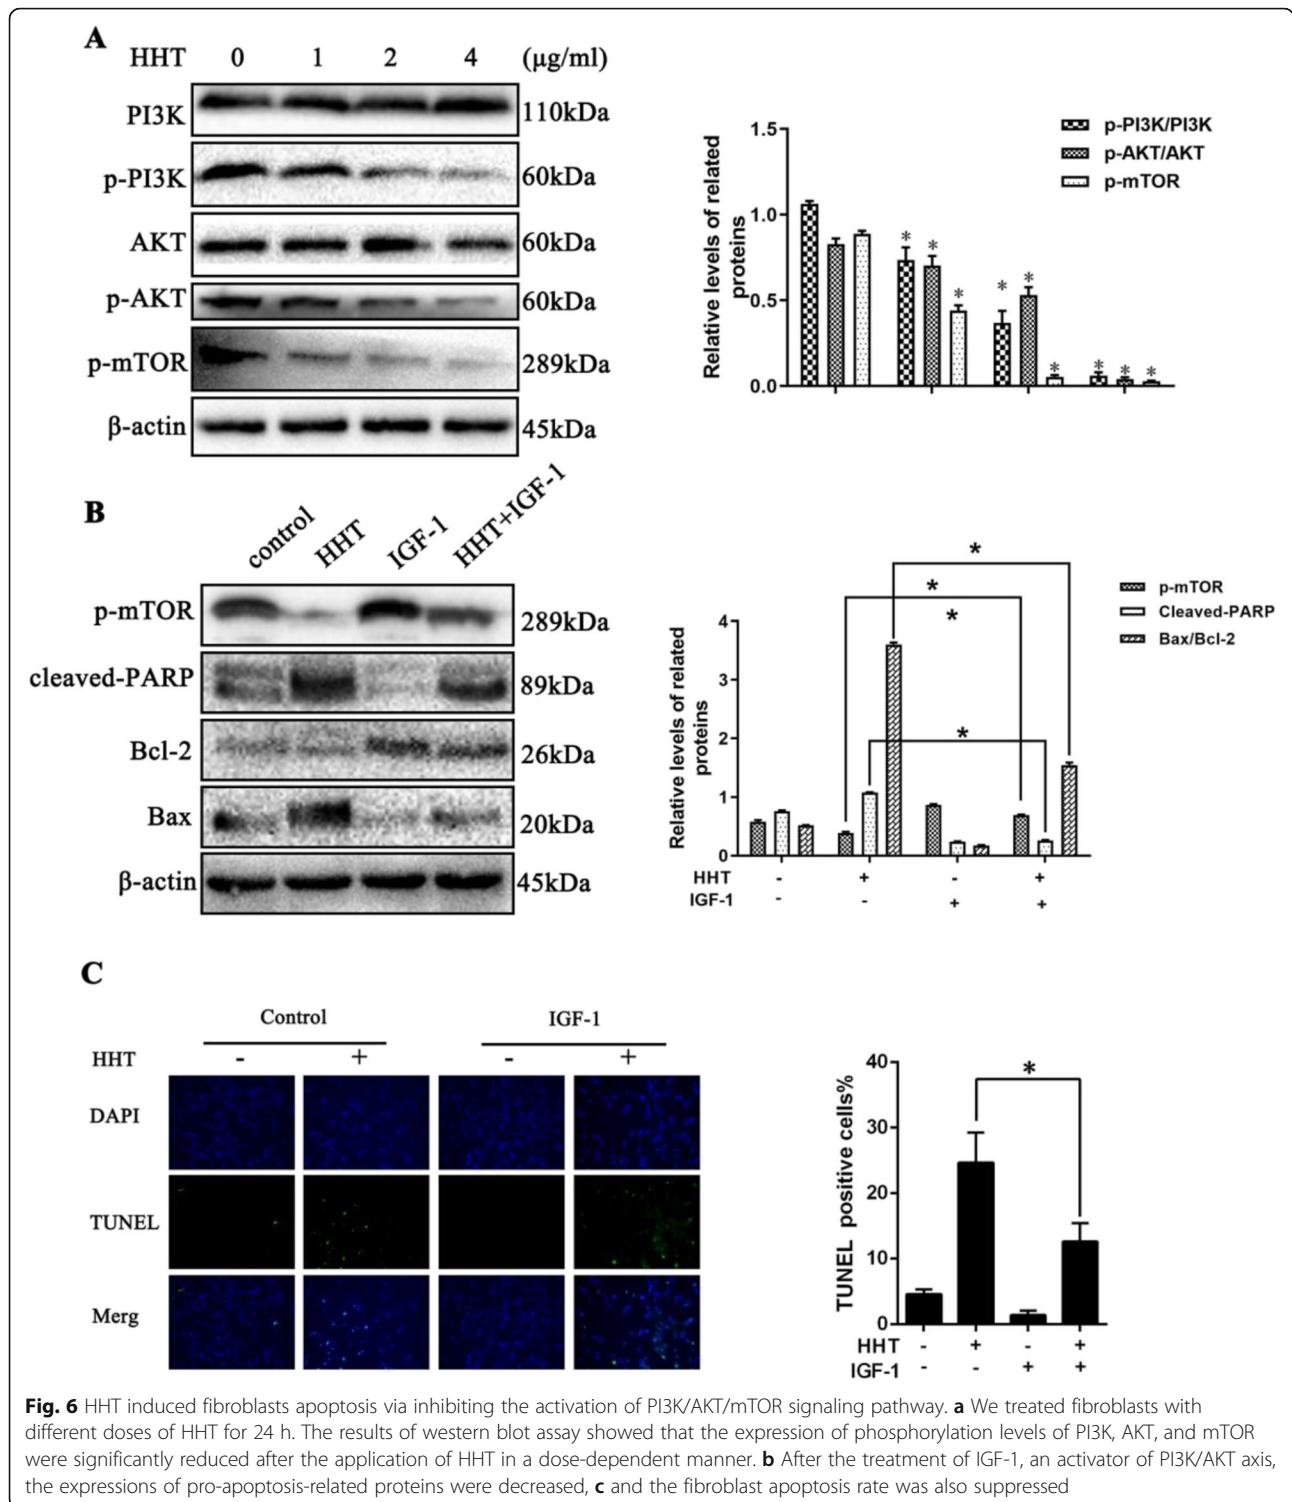 A
HHT 0 1 2 4 (μg/ml)
PI3K 110kDa
p-PI3K 60kDa
AKT 60kDa
p-AKT 60kDa
p-mTOR 289kDa
β-actin 45kDa
Relative levels of related
proteins
1.5
1.0
0.5
0.0
p-PI3K/PI3K
p-AKT/AKT
p-mTOR
* * *
* * *
* * *
B
control HHT IGF-1 HHT+IGF-1
p-mTOR 289kDa
cleaved-PARP 89kDa
Bcl-2 26kDa
Bax 20kDa
β-actin 45kDa
Relative levels of related
proteins
4
3
2
1
0
*
*
*
*
p-mTOR
Cleaved-PARP
Bax/Bcl-2
HHT - + - +
IGF-1 - - + +
C
Control IGF-1
HHT - + - +
DAPI
TUNEL
Merg
TUNEL positive cells%
40
30
20
10
0
*
HHT - + - +
IGF-1 - - + +
Fig. 6 HHT induced fibroblasts apoptosis via inhibiting the activation of PI3K/AKT/mTOR signaling pathway. a We treated fibroblasts with
different doses of HHT for 24 h. The results of western blot assay showed that the expression of phosphorylation levels of PI3K, AKT, and mTOR
were significantly reduced after the application of HHT in a dose-dependent manner. b After the treatment of IGF-1, an activator of PI3K/AKT axis,
the expressions of pro-apoptosis-related proteins were decreased, c and the fibroblast apoptosis rate was also suppressed